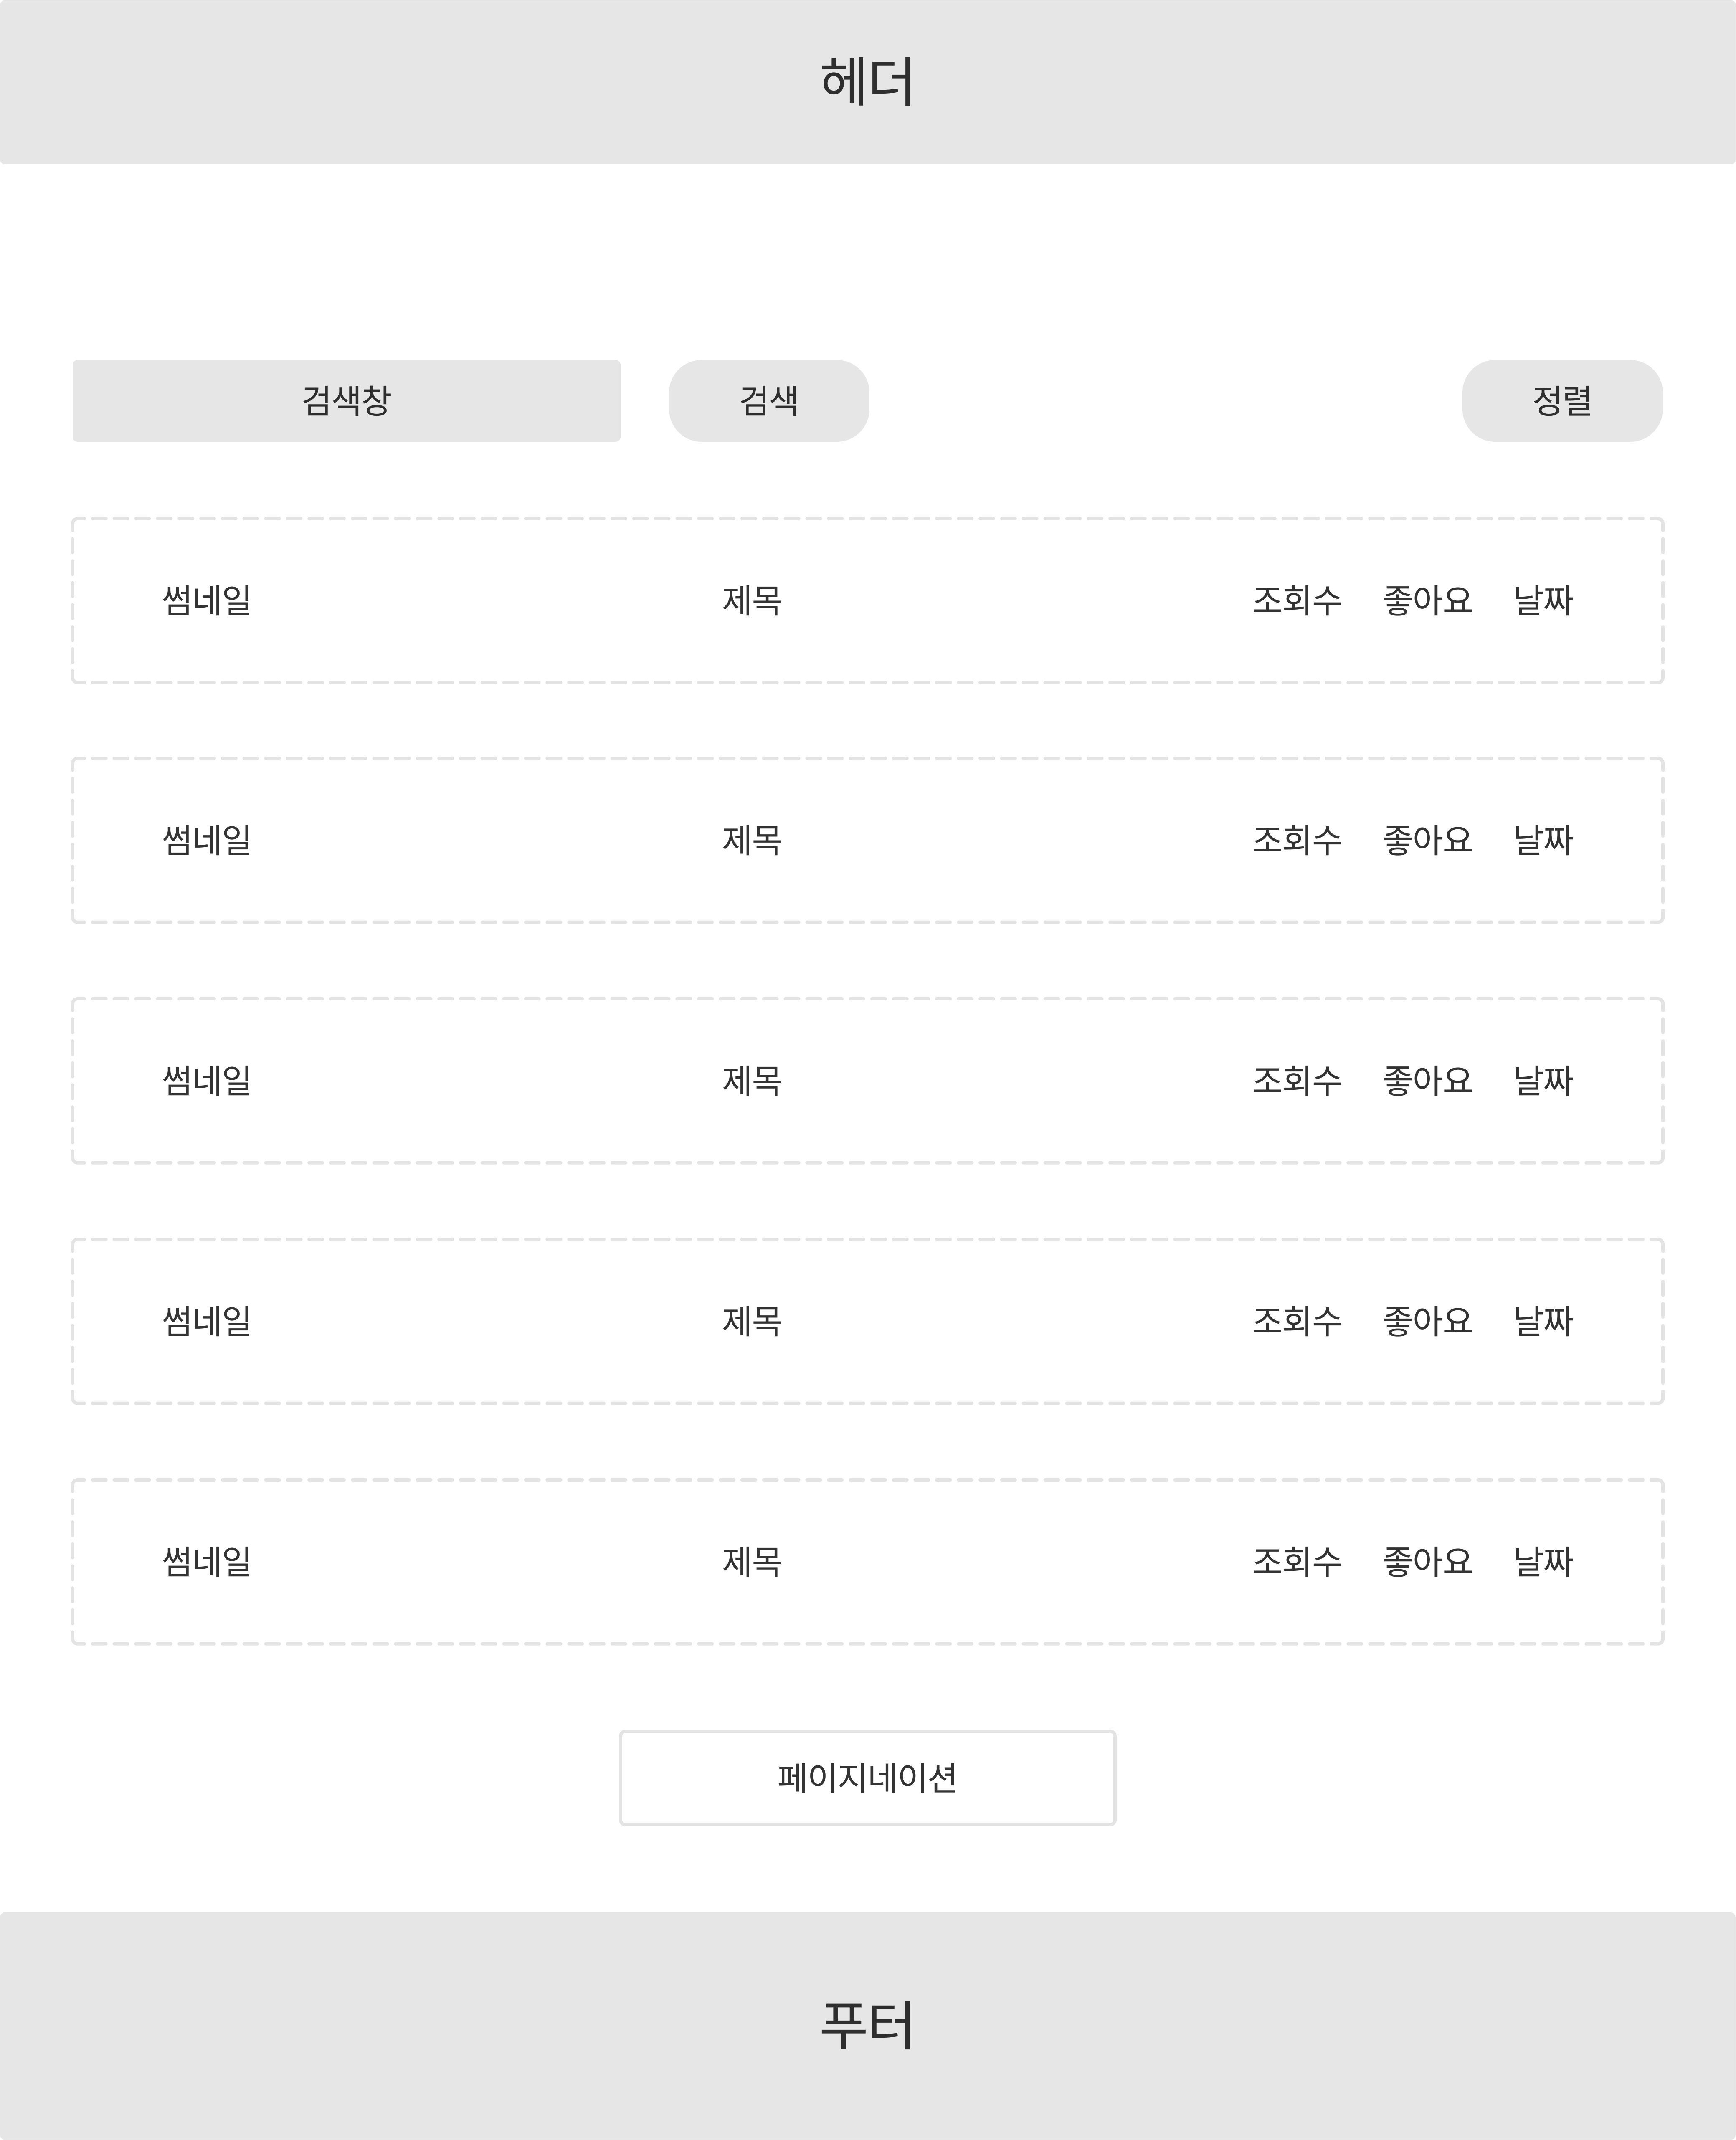 헤더
검색창 검색 정렬
썸네일 제목 조회수 좋아요 날짜
썸네일 제목 조회수 좋아요 날짜
썸네일 제목 조회수 좋아요 날짜
썸네일 제목 조회수 좋아요 날짜
썸네일 제목 조회수 좋아요 날짜
페이지네이션
푸터